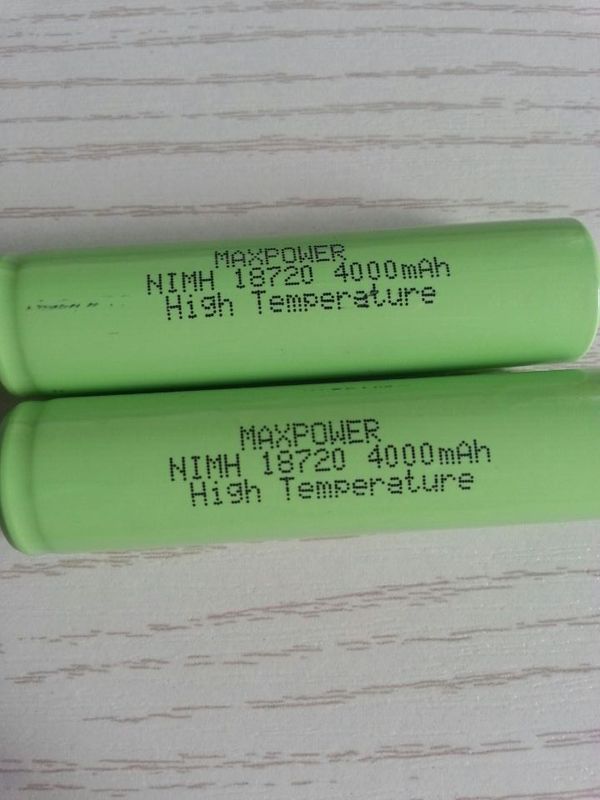 MAXPOWER
NIMH 18720 4000mAh
High Temperature
MAXPOWER
NIMH 18720 4000mAh
High Temperature